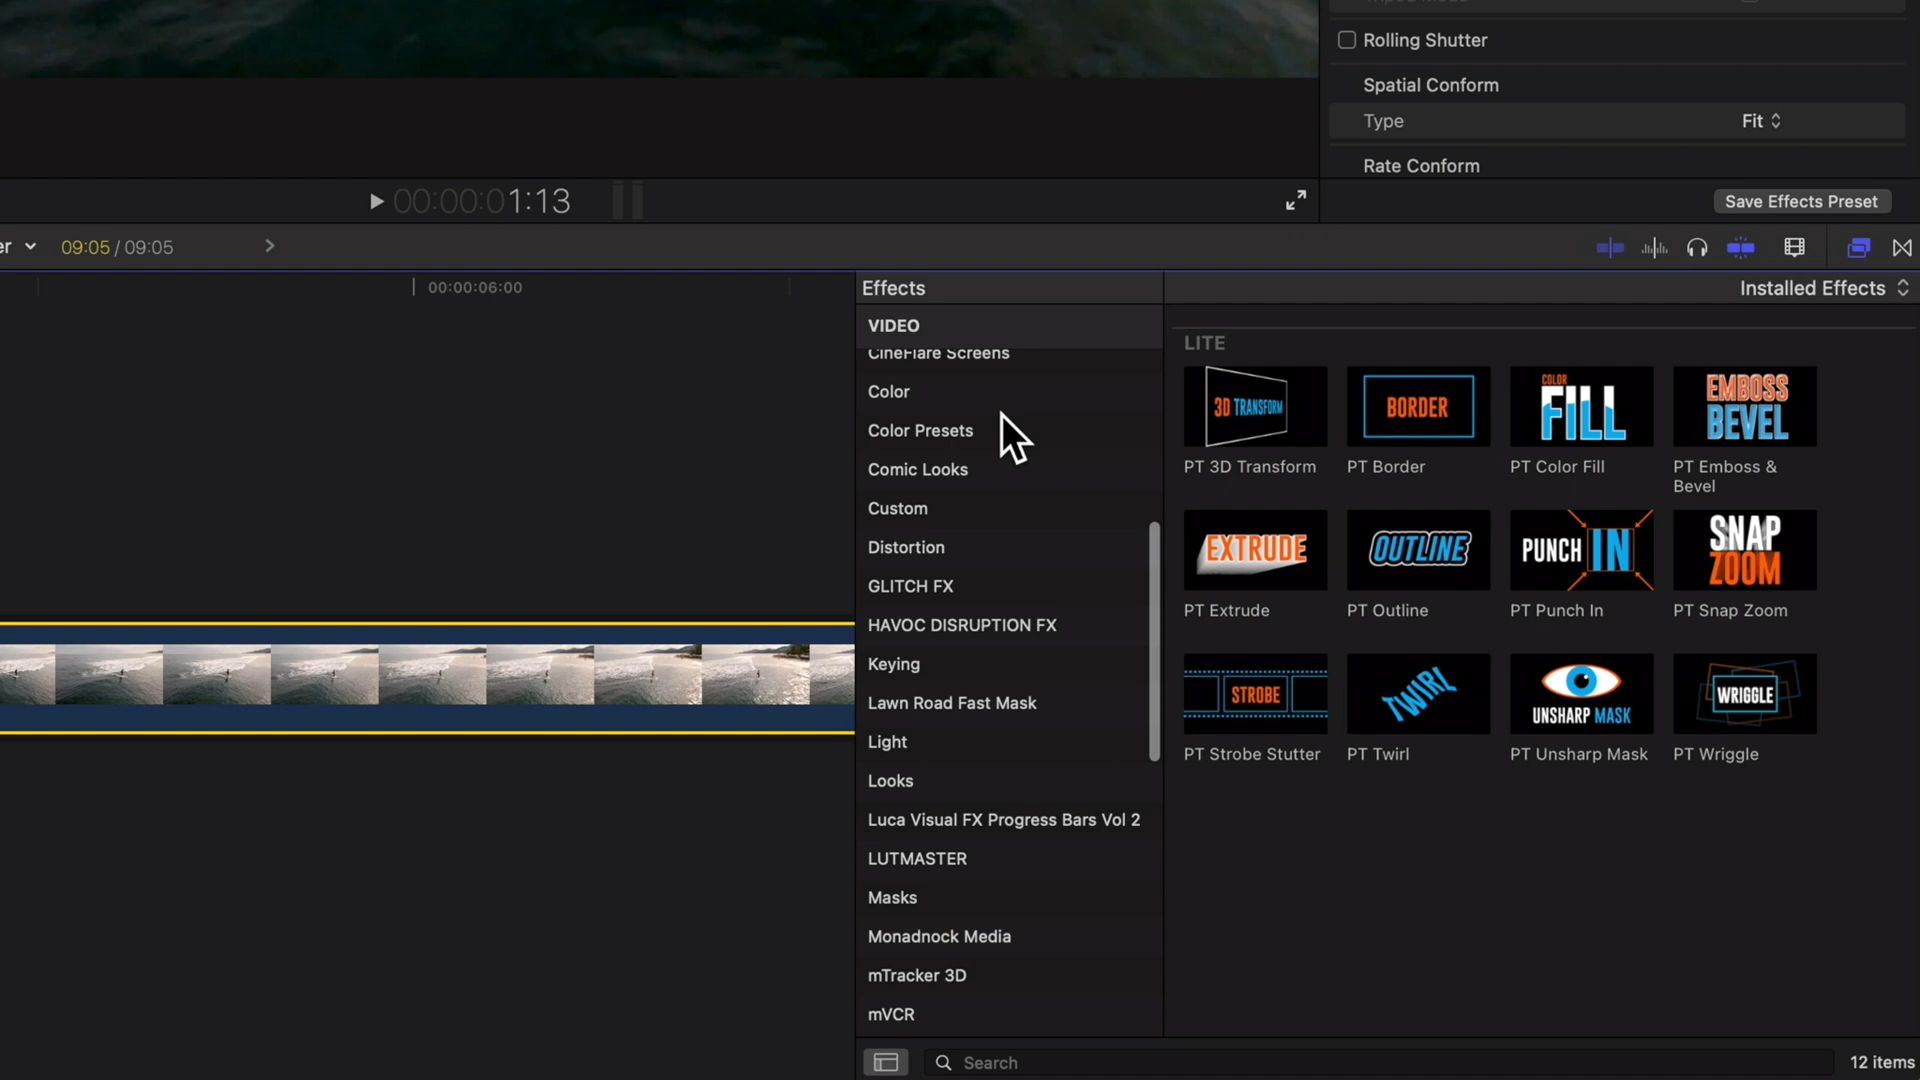 Rolling Shutter
Spatial Conform
Type Fit
Rate Conform
00:00:01:13
Save Effects Preset
er 09:05 / 09:05
00:00:06:00
Effects
Installed Effects
VIDEO
CineFlare Screens
Color
Color Presets
Comic Looks
Custom
Distortion
GLITCH FX
HAVOC DISRUPTION FX
Keying
Lawn Road Fast Mask
Light
Looks
Luca Visual FX Progress Bars Vol 2
LUTMASTER
Masks
Monadnock Media
mTracker 3D
mVCR
LITE
3D TRANSFORM
BORDER
COLOR
FILL
EMBOSS
BEVEL
PT 3D Transform
PT Border
PT Color Fill
PT Emboss &
Bevel
EXTRUDE
OUTLINE
PUNCH IN
SNAP
ZOOM
PT Extrude
PT Outline
PT Punch In
PT Snap Zoom
STROBE
TWIRL
UNSHARP MASK
WRIGGLE
PT Strobe Stutter
PT Twirl
PT Unsharp Mask
PT Wriggle
Search
12 items